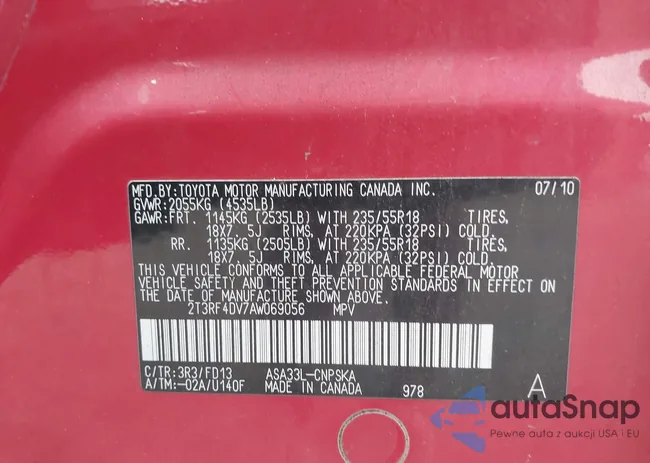 MFD.BY:TOYOTA MOTOR MANUFACTURING CANADA INC. 07/10
GVWR:2055KG (4535LB)
GAWR:FRT. 1145KG (2535LB) WITH 235/55R18 TIRES,
18X7. 5J RIMS, AT 220KPA (32PSI) COLD.
RR. 1135KG (2505LB) WITH 235/55R18 TIRES,
18X7. 5J RIMS, AT 220KPA (32PSI) COLD.
THIS VEHICLE CONFORMS TO ALL APPLICABLE FEDERAL MOTOR
VEHICLE SAFETY AND THEFT PREVENTION STANDARDS IN EFFECT
ON THE DATE OF MANUFACTURE SHOWN ABOVE.
2T3RF4DV7AW069056 MPV
C/TR:3R3/FD13 ASA33L-CNPSKA
A/TM:-02A/U140F MADE IN CANADA 978 A
autoSnap
Pewne auta z aukcji USA i EU